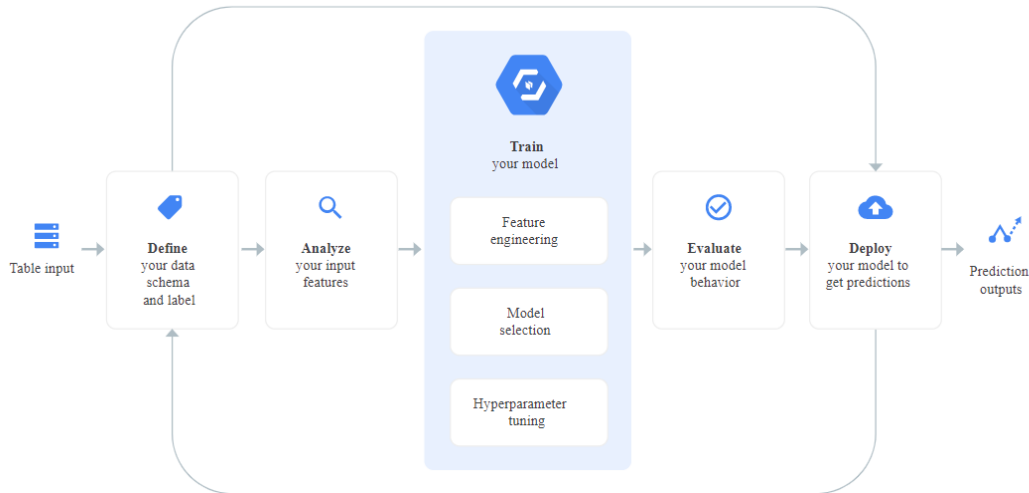 Table input
Define
your data
schema
and label
Analyze
your input
features
Train
your model
Feature
engineering
Model
selection
Hyperparameter
tuning
Evaluate
your model
behavior
Deploy
your model to
get predictions
Prediction
outputs